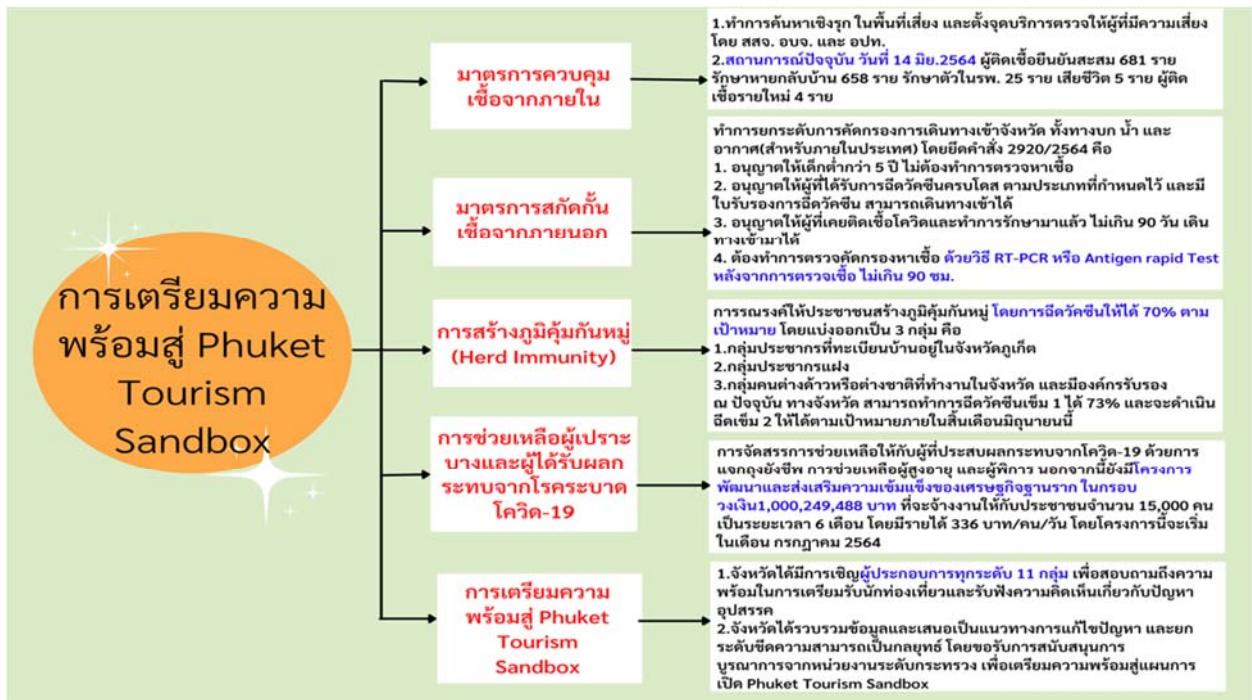 การเตรียมความ
พร้อมสู่ Phuket
Tourism
Sandbox
มาตรการควบคุม
เชื้อจากภายใน
1.ทำการค้นหาเชิงรุก ในพื้นที่เสี่ยง และตั้งจุดบริการตรวจให้ผู้ที่มีความเสี่ยง
โดย สสจ. อบจ. และ อปท.
2.สถานการณ์ปัจจุบัน วันที่ 14 มิย.2564 ผู้ติดเชื้อยืนยันสะสม 681 ราย
รักษาหายกลับบ้าน 658 ราย รักษาตัวในรพ. 25 ราย เสียชีวิต 5 ราย ผู้ติด
เชื้อรายใหม่ 4 ราย
มาตรการสกัดกั้น
เชื้อจากภายนอก
ทำการยกระดับการคัดกรองการเดินทางเข้าจังหวัด ทั้งทางบก น้ำ และ
อากาศ(สำหรับภายในประเทศ) โดยยึดคำสั่ง 2920/2564 คือ
1. อนุญาตให้เด็กต่ำกว่า 5 ปี ไม่ต้องทำการตรวจหาเชื้อ
2. อนุญาตให้ผู้ที่ได้รับการฉีดวัคซีนครบโดส ตามประเภทที่กำหนดไว้ และมี
ใบรับรองการฉีดวัคซีน สามารถเดินทางเข้าได้
3. อนุญาตให้ผู้ที่เคยติดเชื้อโควิดและทำการรักษามาแล้ว ไม่เกิน 90 วัน เดิน
ทางเข้ามาได้
4. ต้องทำการตรวจคัดกรองหาเชื้อ ด้วยวิธี RT-PCR หรือ Antigen rapid Test
หลังจากการตรวจเชื้อ ไม่เกิน 90 ชม.
การสร้างภูมิคุ้มกันหมู่
(Herd Immunity)
การรณรงค์ให้ประชาชนสร้างภูมิคุ้มกันหมู่ โดยการฉีดวัคซีนให้ได้ 70% ตาม
เป้าหมาย โดยแบ่งออกเป็น 3 กลุ่ม คือ
1.กลุ่มประชากรที่ทะเบียนบ้านอยู่ในจังหวัดภูเก็ต
2.กลุ่มประชากรแฝง
3.กลุ่มคนต่างด้าวหรือต่างชาติที่ทำงานในจังหวัด และมีองค์กรรับรอง
ณ ปัจจุบัน ทางจังหวัด สามารถทำการฉีดวัคซีนเข็ม 1 ได้ 73% และจะดำเนิน
ฉีดเข็ม 2 ให้ได้ตามเป้าหมายภายในสิ้นเดือนมิถุนายนนี้
การช่วยเหลือผู้เปราะ
บางและผู้ได้รับผลก
ระทบจากโรคระบาด
โควิด-19
การจัดสรรการช่วยเหลือให้กับผู้ที่ประสบผลกระทบจากโควิด-19 ด้วยการ
แจกถุงยังชีพ การช่วยเหลือผู้สูงอายุ และผู้พิการ นอกจากนี้ยังมีโครงการ
พัฒนาและส่งเสริมความเข้มแข็งของเศรษฐกิจฐานราก ในกรอบ
วงเงิน1,000,249,488 บาท ที่จะจ้างงานให้กับประชาชนจำนวน 15,000 คน
เป็นระยะเวลา 6 เดือน โดยมีรายได้ 336 บาท/คน/วัน โดยโครงการนี้จะเริ่ม
ในเดือน กรกฎาคม 2564
การเตรียมความ
พร้อมสู่ Phuket
Tourism
Sandbox
1.จังหวัดได้มีการเชิญผู้ประกอบการทุกระดับ 11 กลุ่ม เพื่อสอบถามถึงความ
พร้อมในการเตรียมรับนักท่องเที่ยวและรับฟังความคิดเห็นเกี่ยวกับปัญหา
อุปสรรค
2.จังหวัดได้รวบรวมข้อมูลและเสนอเป็นแนวทางการแก้ไขปัญหา และยก
ระดับขีดความสามารถเป็นกลยุทธ์ โดยขอรับการสนับสนุนการ
บูรณาการจากหน่วยงานระดับกระทรวง เพื่อเตรียมความพร้อมสู่แผนการ
เปิด Phuket Tourism Sandbox